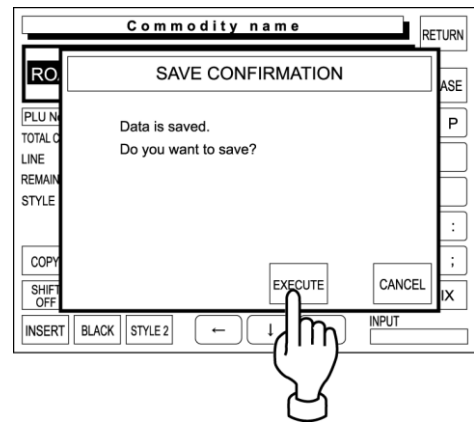 Commodity name
RETURN
SAVE CONFIRMATION
RO
ASE
PLU N
P
TOTAL C
Data is saved.
LINE
Do you want to save?
REMAIN
STYLE
:
COPY
;
EXECUTE
CANCEL
SHIFT
OFF
IX
INSERT
BLACK
STYLE 2
←
↓
INPUT